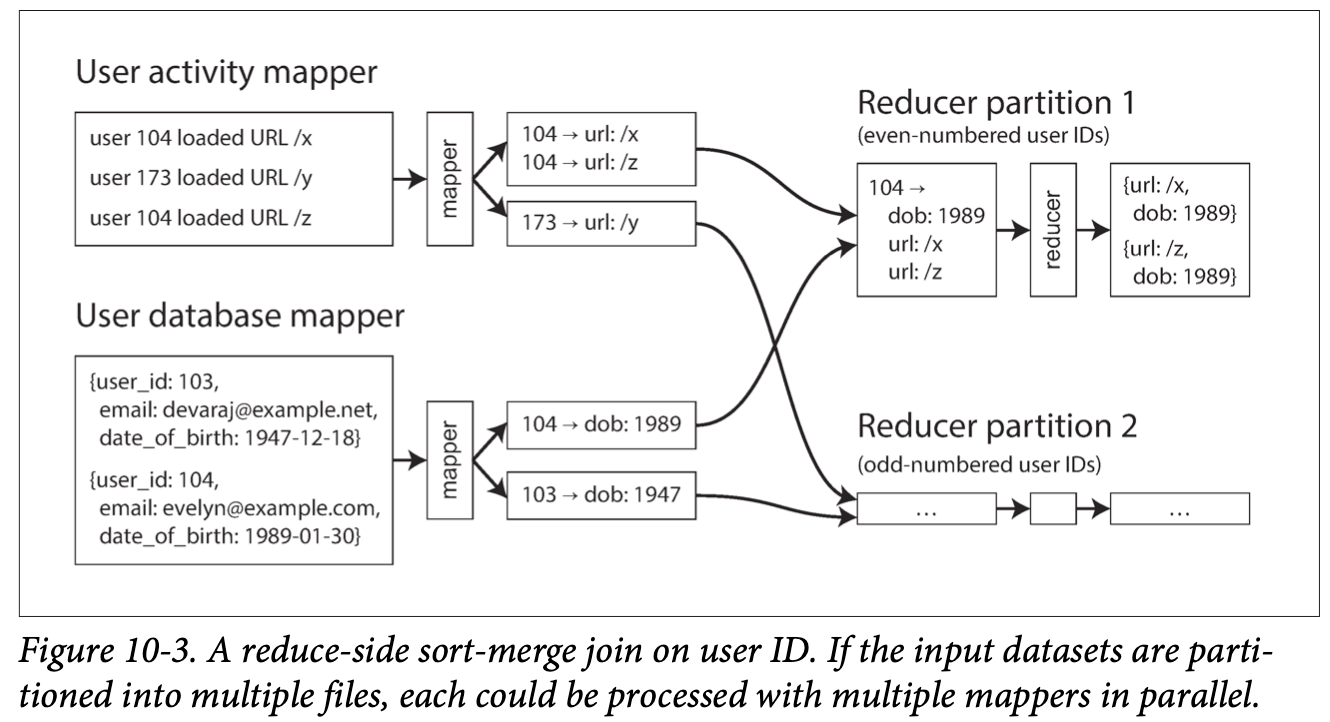 User activity mapper
user 104 loaded URL /x
user 173 loaded URL /y
user 104 loaded URL /z
mapper
104 → url: /x
104 → url: /z
173 → url: /y
User database mapper
{user_id: 103,
email: devaraj@example.net,
date_of_birth: 1947-12-18}
{user_id: 104,
email: evelyn@example.com,
date_of_birth: 1989-01-30}
mapper
104 → dob: 1989
103 → dob: 1947
Reducer partition 1
(even-numbered user IDs)
104 →
dob: 1989
url: /x
url: /z
reducer
{url: /x,
dob: 1989}
{url: /z,
dob: 1989}
Reducer partition 2
(odd-numbered user IDs)
...
...
Figure 10-3. A reduce-side sort-merge join on user ID. If the input datasets are parti-
tioned into multiple files, each could be processed with multiple mappers in parallel.